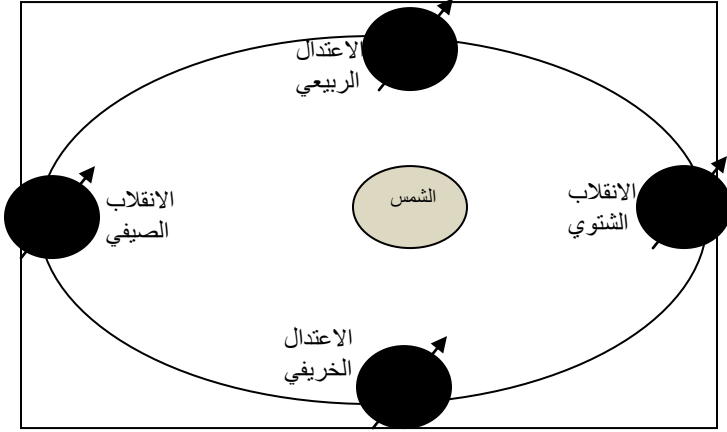 الاعتدال
الربيعي
الشمس
الانقلاب
الشتوي
الانقلاب
الصيفي
الاعتدال
الخريفي